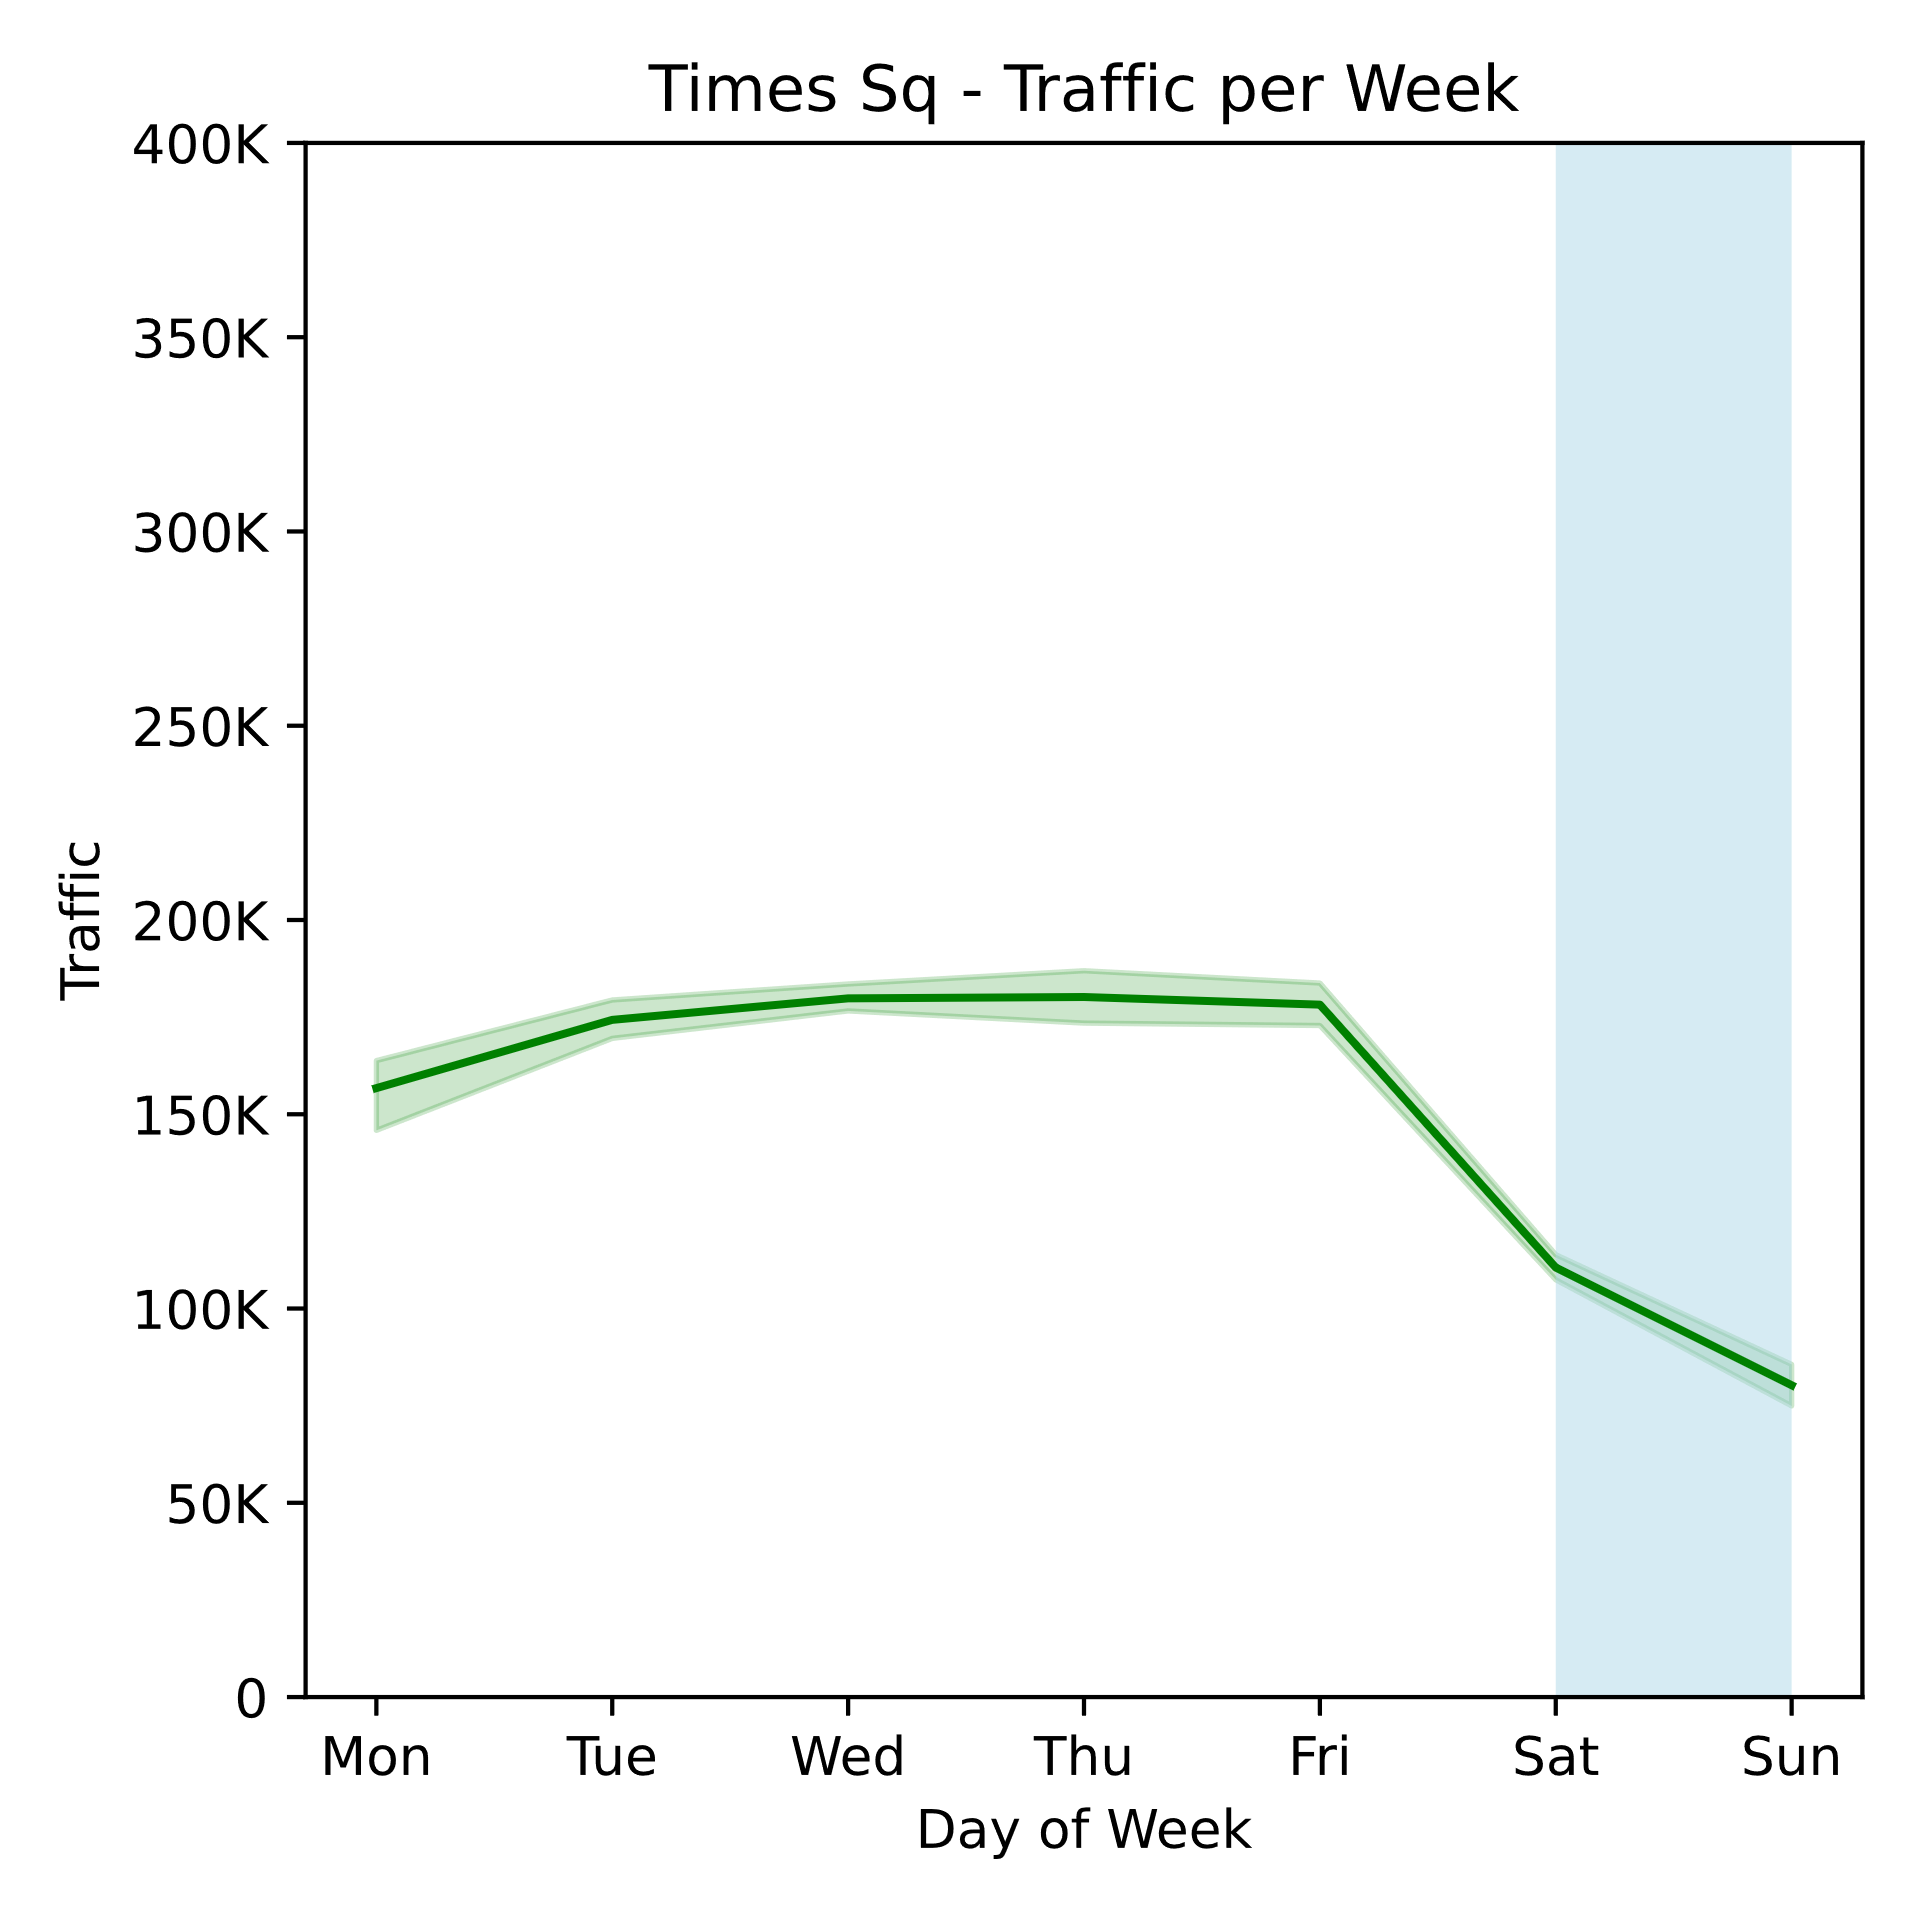 Times Sq - Traffic per Week
400K
350K
300K
250K
200K
150K
100K
50K
0
Traffic
Mon Tue Wed Thu Fri Sat Sun
Day of Week